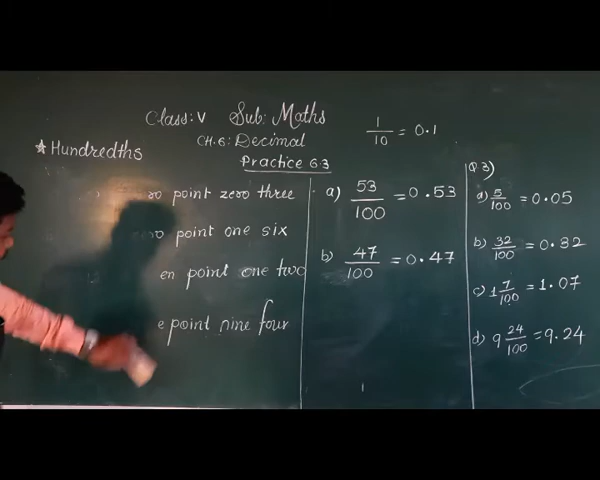 Class: V Sub: Maths
CH.6: Decimal
1/10 = 0.1
★ Hundredths
Practice 6.3
point zero three
point one six
point one two
point nine four
a) 53/100 = 0.53
b) 47/100 = 0.47
Q 3)
a) 5/100 = 0.05
b) 32/100 = 0.32
c) 1 7/100 = 1.07
d) 9 24/100 = 9.24